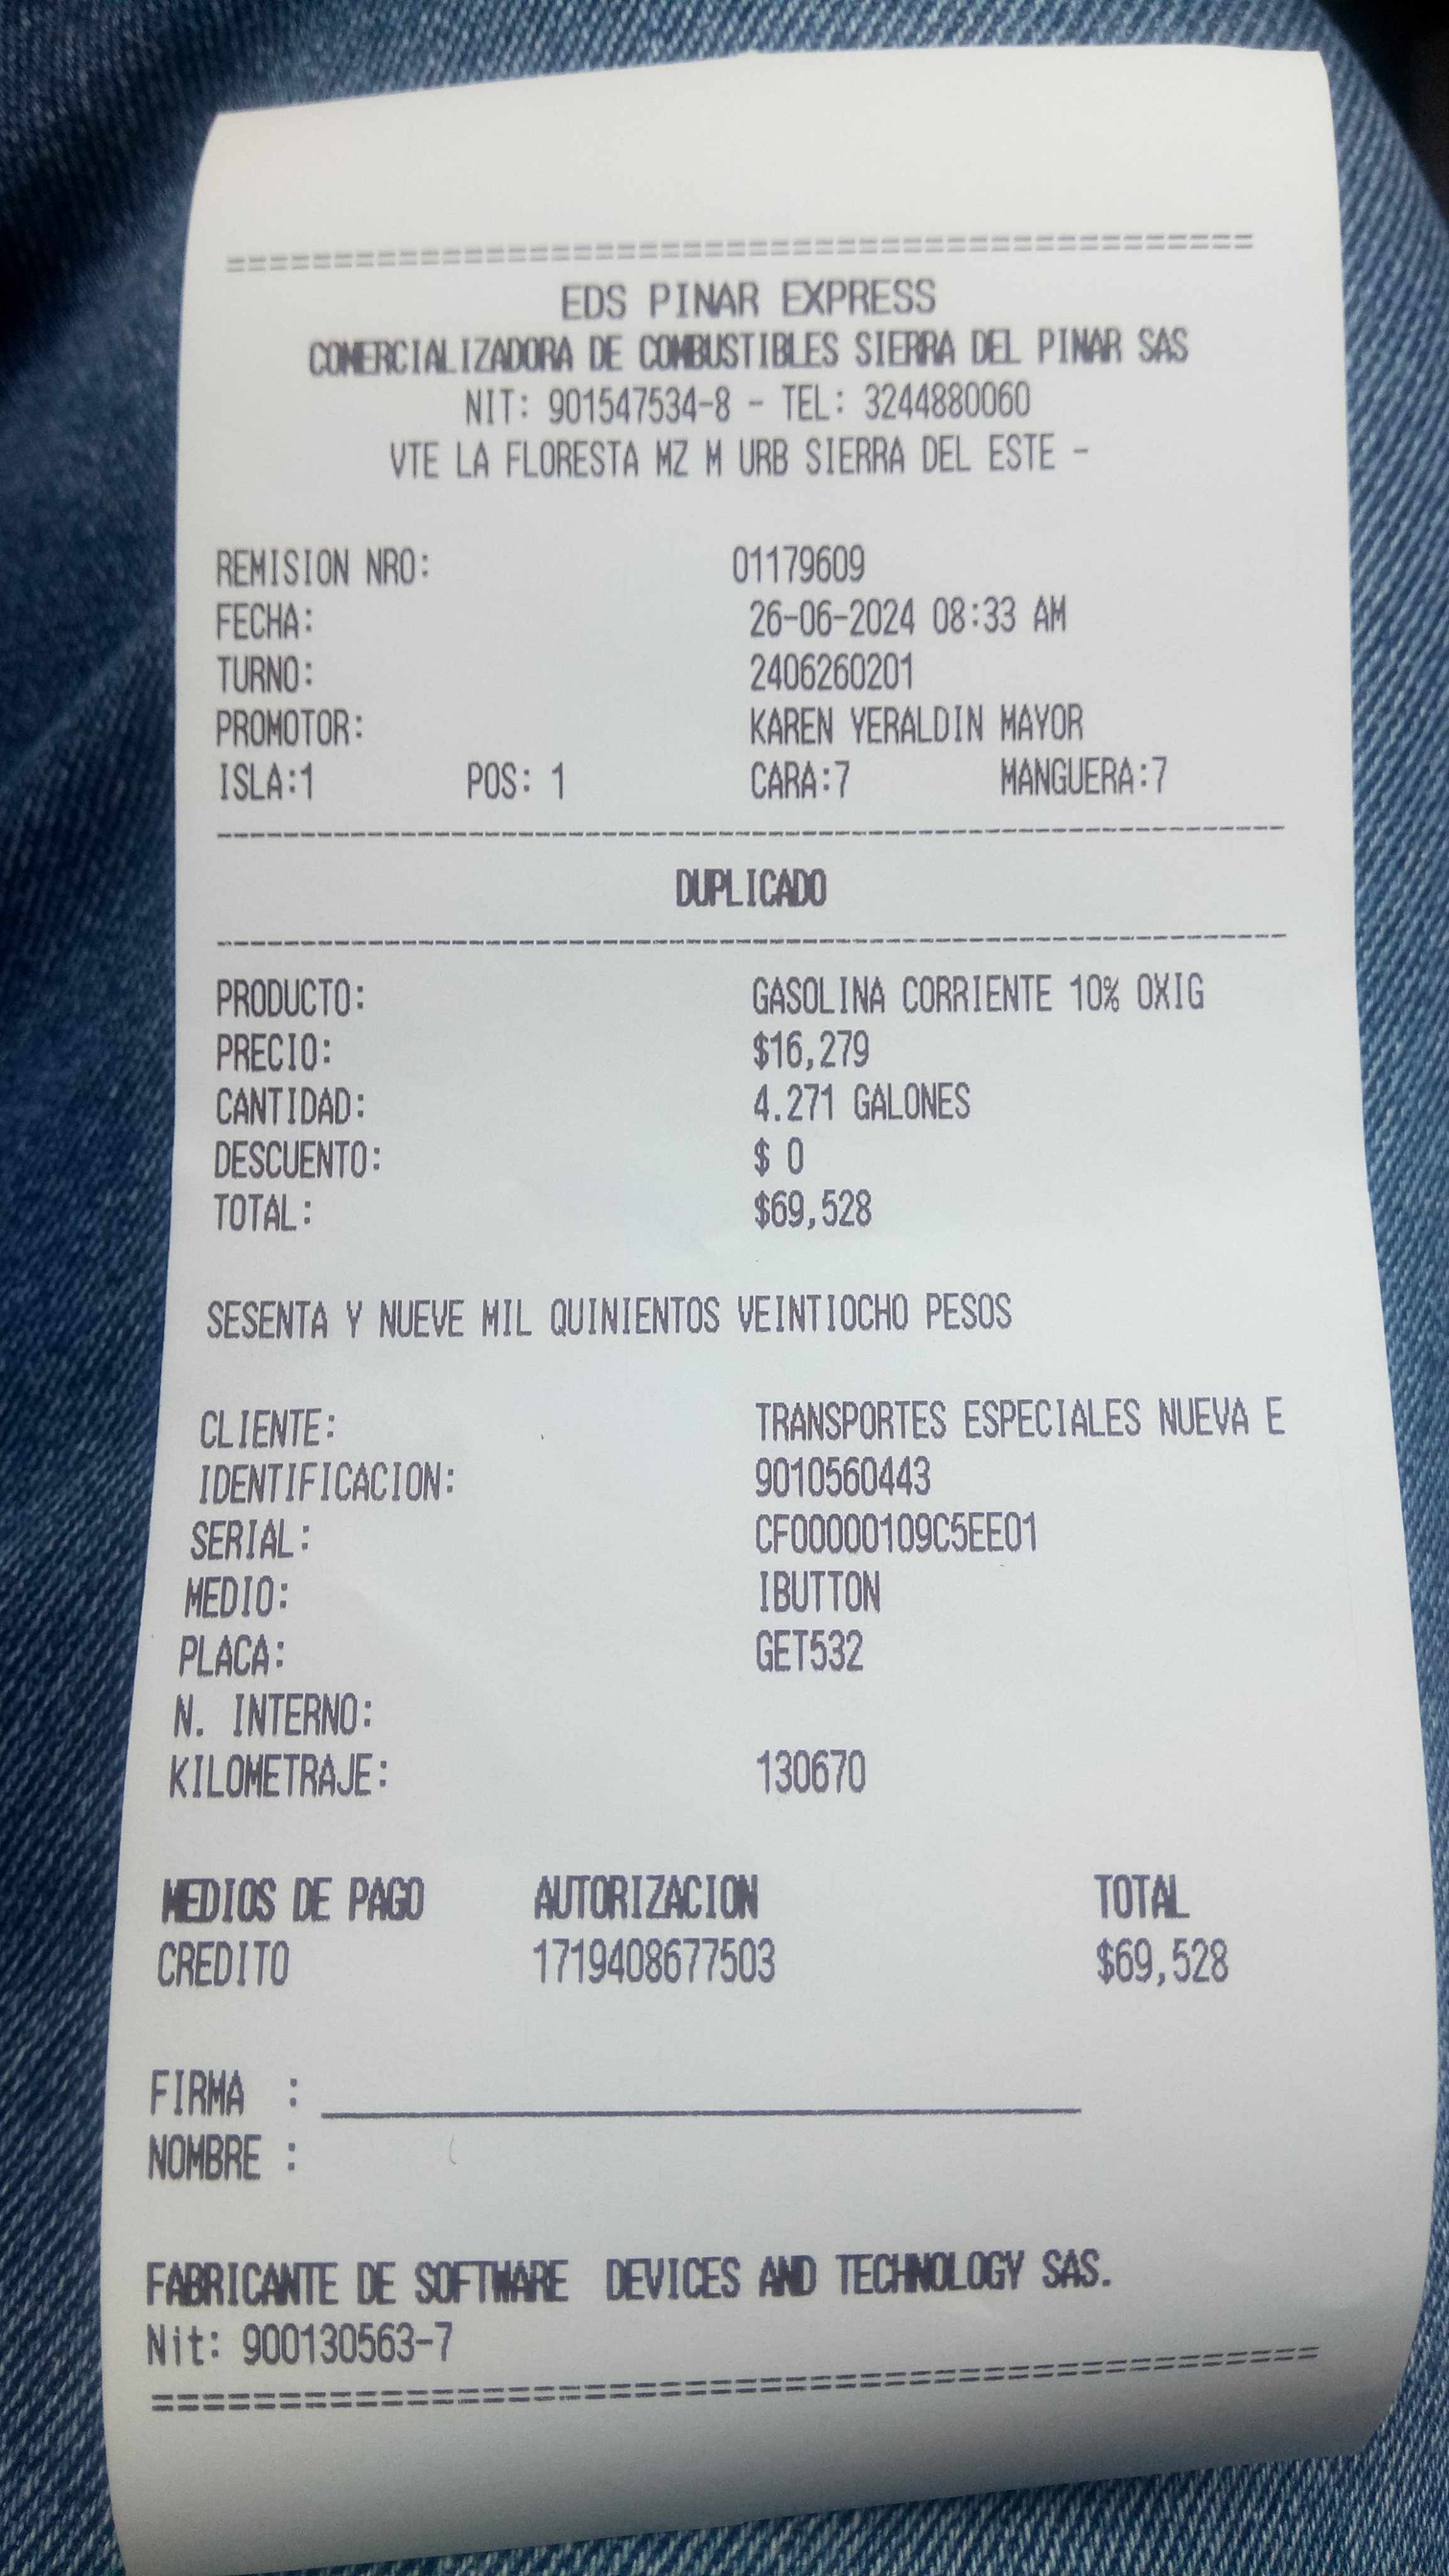 ================================================
EDS PINAR EXPRESS
COMERCIALIZADORA DE COMBUSTIBLES SIERRA DEL PINAR SAS
NIT: 901547534-8 - TEL: 3244880060
VTE LA FLORESTA MZ M URB SIERRA DEL ESTE -
REMISION NRO: 01179609
FECHA: 26-06-2024 08:33 AM
TURNO: 2406260201
PROMOTOR: KAREN YERALDIN MAYOR
ISLA:1 POS: 1 CARA:7 MANGUERA:7
------------------------------------------------
DUPLICADO
------------------------------------------------
PRODUCTO: GASOLINA CORRIENTE 10% OXIG
PRECIO: $16,279
CANTIDAD: 4.271 GALONES
DESCUENTO: $ 0
TOTAL: $69,528
SESENTA Y NUEVE MIL QUINIENTOS VEINTIOCHO PESOS
CLIENTE: TRANSPORTES ESPECIALES NUEVA E
IDENTIFICACION: 9010560443
SERIAL: CF00000109C5EE01
MEDIO: IBUTTON
PLACA: GET532
N. INTERNO:
KILOMETRAJE: 130670
MEDIOS DE PAGO AUTORIZACION TOTAL
CREDITO 1719408677503 $69,528
FIRMA : ____________________
NOMBRE :
FABRICANTE DE SOFTWARE DEVICES AND TECHNOLOGY SAS.
Nit: 900130563-7
================================================